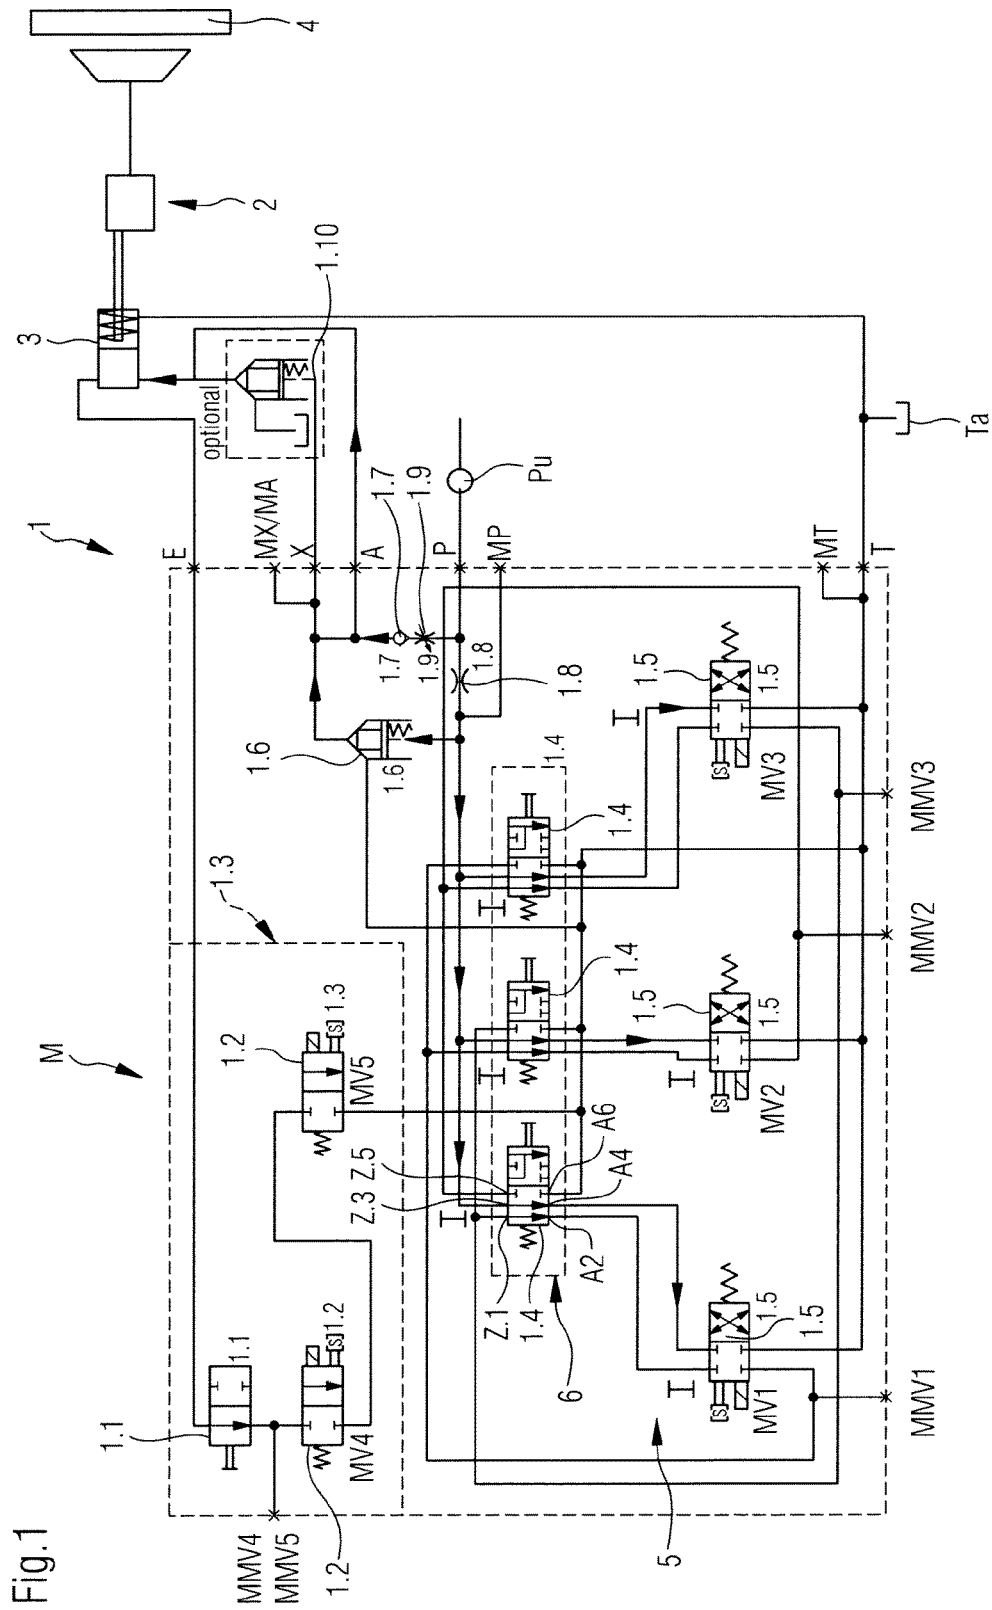 Fig.1
M
1
1.3
3
2
4
optional
1.10
E
MX/MA
X
A
P
MP
MT
T
Ta
Pu
1.7
1.9
1.7
1.9
1.8
1.8
1.6
1.6
1.1
1.1
MV4
1.2
[S]
1.2
MV5
1.2
[S]
1.3
MMV4
MMV5
Z.1
Z.3
Z.5
I
A2
A4
A6
1.4
6
I
1.4
I
1.4
1.4
I
[S]
MV1
1.5
1.5
I
[S]
MV2
1.5
1.5
I
[S]
MV3
1.5
1.5
5
MMV1
MMV2
MMV3